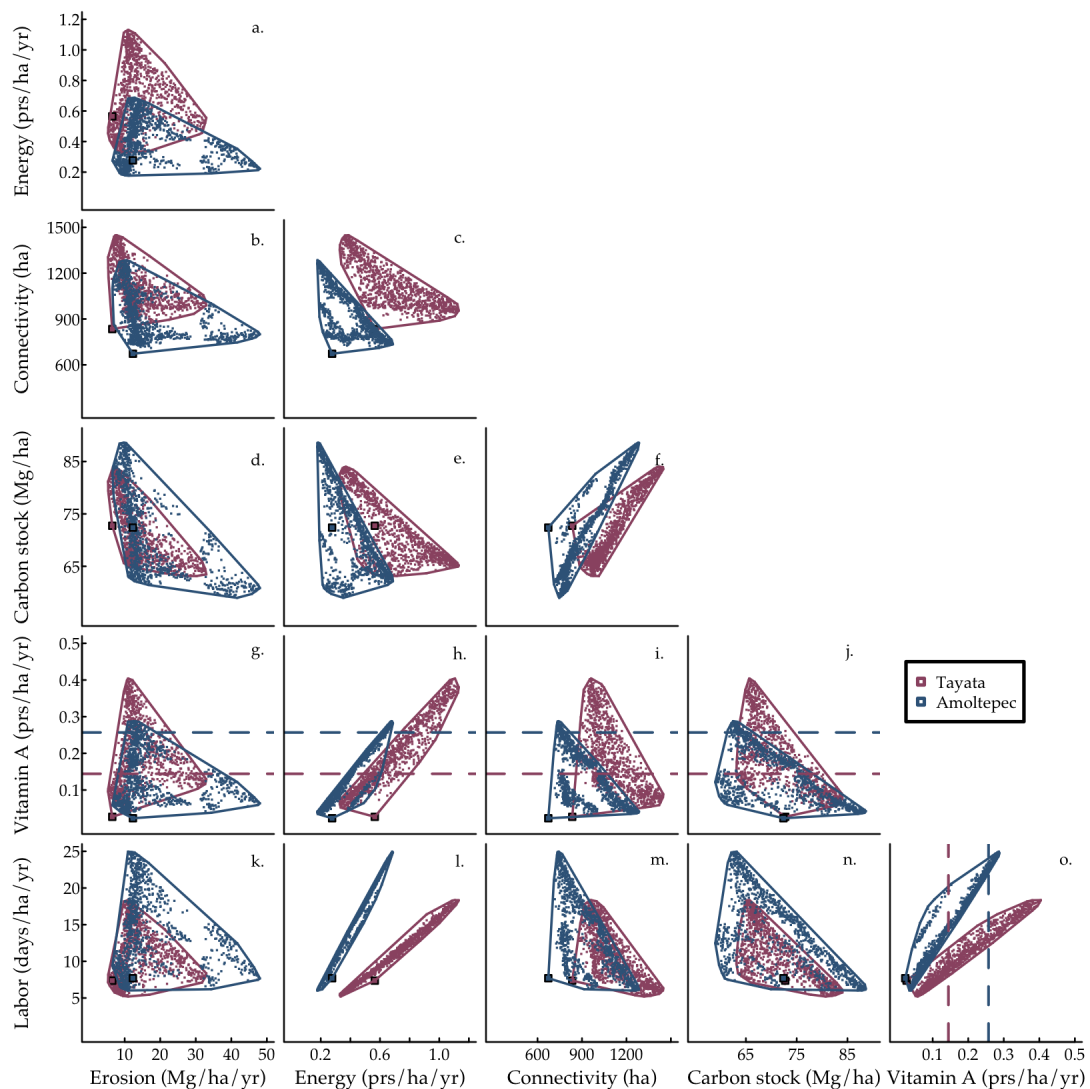 a.
1.2
1.0
0.8
0.6
0.4
0.2
Energy (prs/ha/yr)
b.
c.
1500
1200
900
600
Connectivity (ha)
d.
e.
f.
85
75
65
Carbon stock (Mg/ha)
g.
h.
i.
j.
0.5
0.4
0.3
0.2
0.1
Vitamin A (prs/ha/yr)
Tayata
Amoltepec
k.
l.
m.
n.
o.
25
20
15
10
5
Labor (days/ha/yr)
10 20 30 40 50
0.2 0.6 1.0
600 900 1200
65 75 85
0.1 0.2 0.3 0.4 0.5
Erosion (Mg/ha/yr)
Energy (prs/ha/yr)
Connectivity (ha)
Carbon stock (Mg/ha)
Vitamin A (prs/ha/yr)